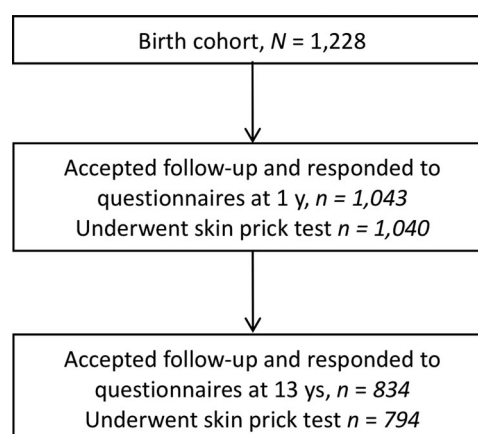 Birth cohort, N = 1,228
Accepted follow-up and responded to
questionnaires at 1 y, n = 1,043
Underwent skin prick test n = 1,040
Accepted follow-up and responded to
questionnaires at 13 ys, n = 834
Underwent skin prick test n = 794